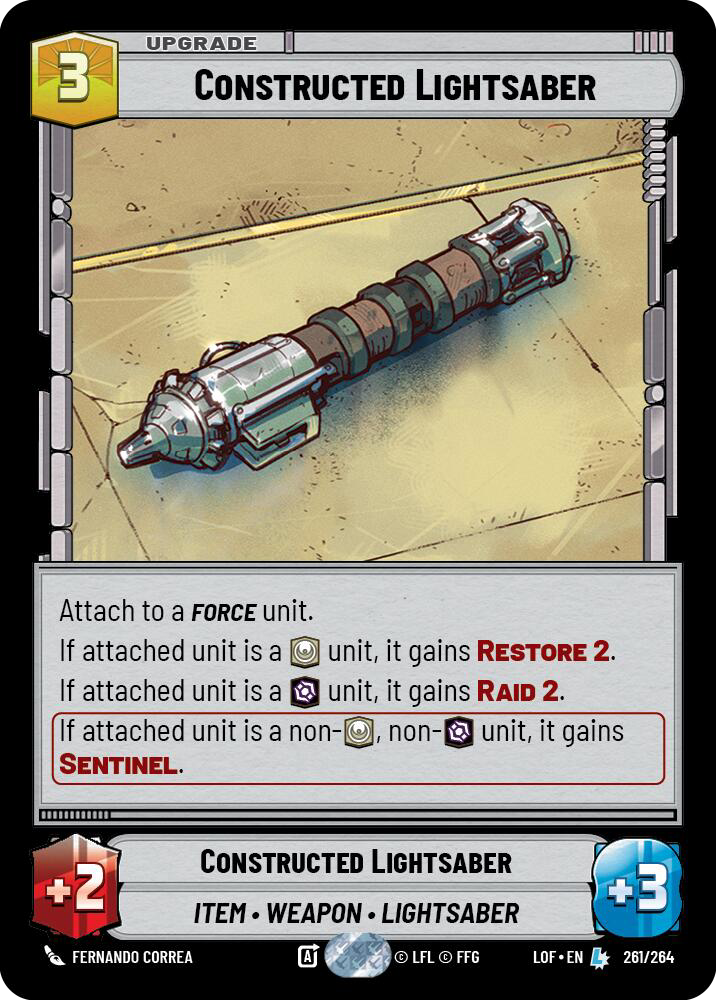 UPGRADE
3
CONSTRUCTED LIGHTSABER
Attach to a FORCE unit.
If attached unit is a unit, it gains RESTORE 2.
If attached unit is a unit, it gains RAID 2.
If attached unit is a non-, non- unit, it gains
SENTINEL.
+2
CONSTRUCTED LIGHTSABER
+3
ITEM • WEAPON • LIGHTSABER
FERNANDO CORREA
A
© LFL © FFG
LOF • EN
L
261/264